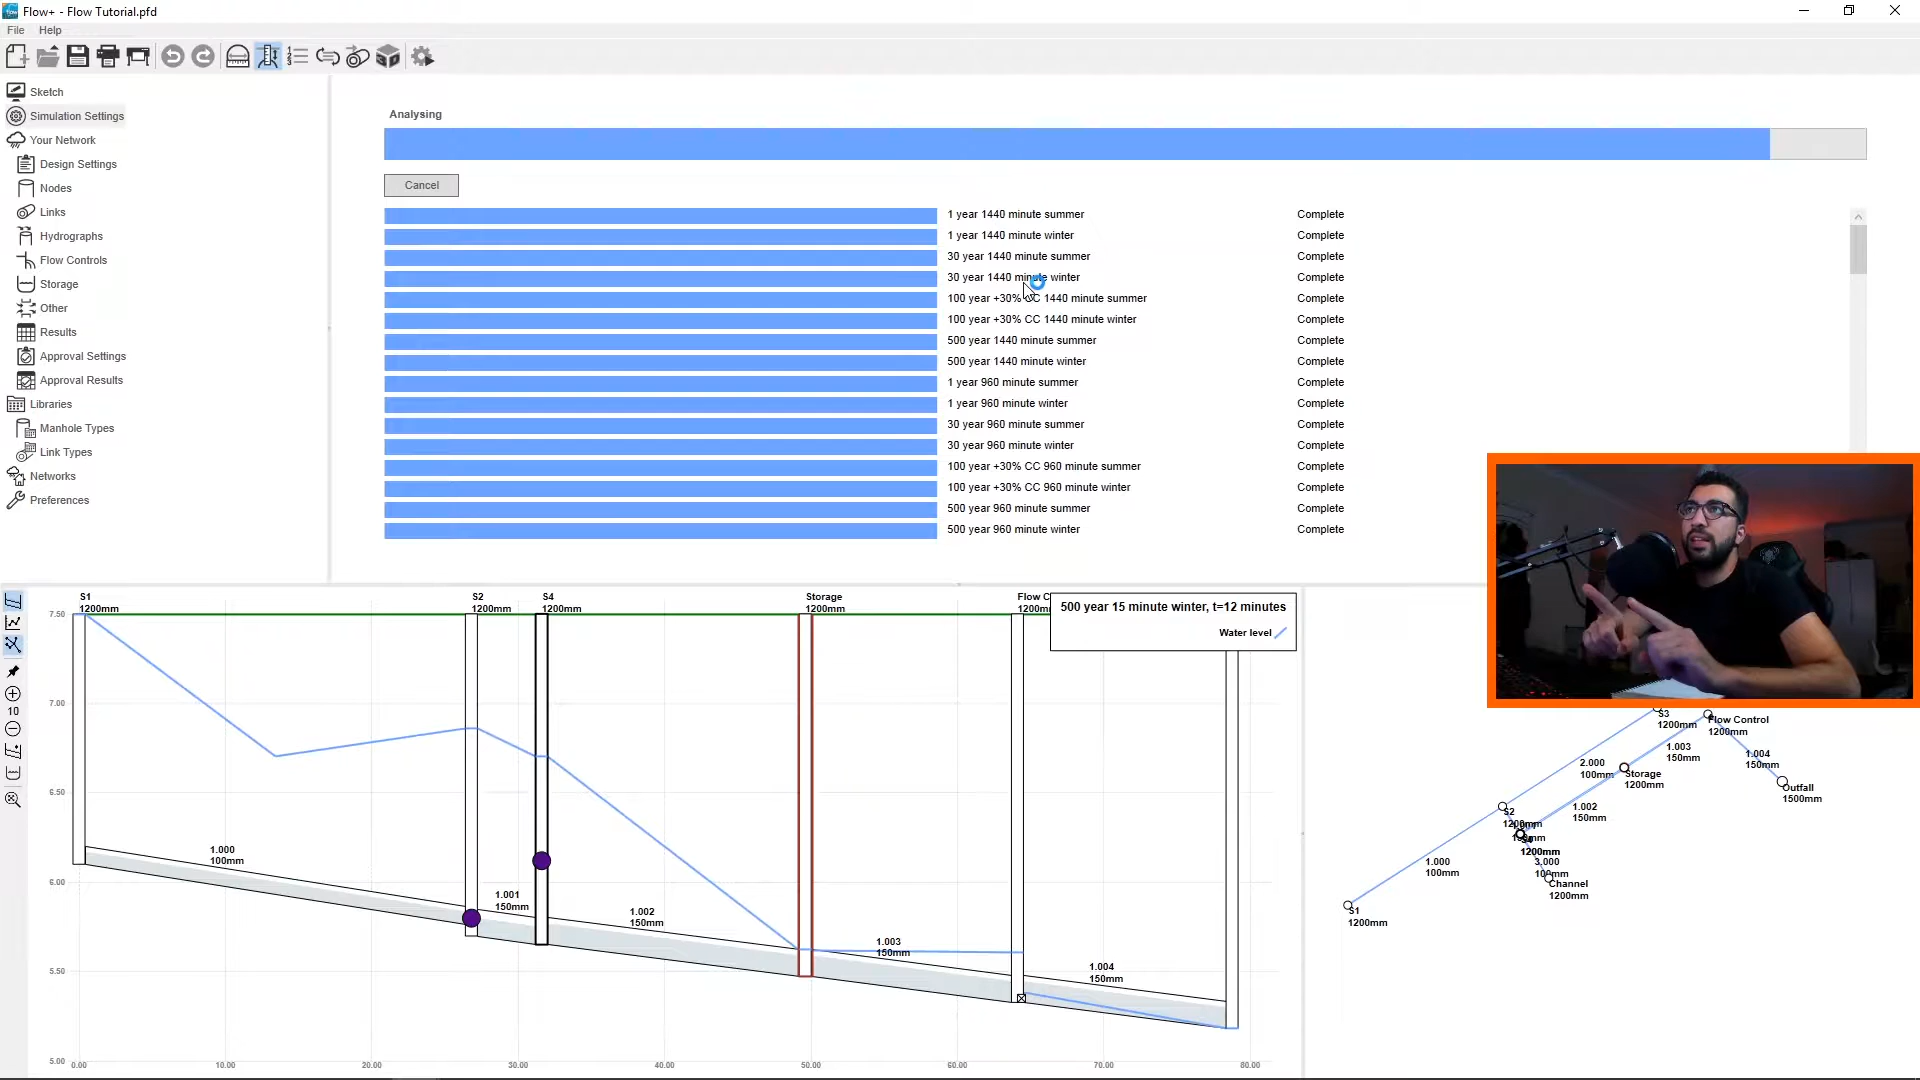 Flow+ - Flow Tutorial.pfd
File Help
Sketch
Simulation Settings
Your Network
Design Settings
Nodes
Links
Hydrographs
Flow Controls
Storage
Other
Results
Approval Settings
Approval Results
Libraries
Manhole Types
Link Types
Networks
Preferences
Analysing
Cancel
1 year 1440 minute summer Complete
1 year 1440 minute winter Complete
30 year 1440 minute summer Complete
30 year 1440 minute winter Complete
100 year +30% CC 1440 minute summer Complete
100 year +30% CC 1440 minute winter Complete
500 year 1440 minute summer Complete
500 year 1440 minute winter Complete
1 year 960 minute summer Complete
1 year 960 minute winter Complete
30 year 960 minute summer Complete
30 year 960 minute winter Complete
100 year +30% CC 960 minute summer Complete
100 year +30% CC 960 minute winter Complete
500 year 960 minute summer Complete
500 year 960 minute winter Complete
10
S1
1200mm
S2
1200mm
S4
1200mm
Storage
1200mm
Flow C
1200m
500 year 15 minute winter, t=12 minutes
Water level
7.50
7.00
6.50
6.00
5.50
5.00
1.000
100mm
1.001
150mm
1.002
150mm
1.003
150mm
1.004
150mm
0.00 10.00 20.00 30.00 40.00 50.00 60.00 70.00 80.00
S3
1200mm
Flow Control
1200mm
1.003
150mm
1.004
150mm
2.000
100mm
Storage
1200mm
Outfall
1500mm
1.002
150mm
S2
1200mm
1200mm
3.000
100mm
Channel
1200mm
1.000
100mm
S1
1200mm